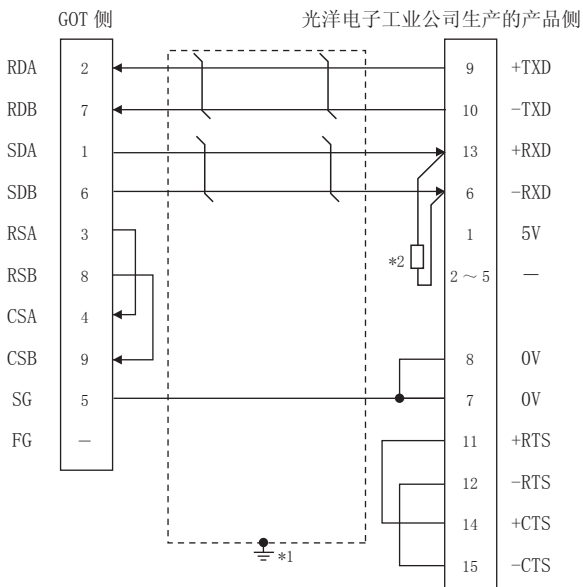 GOT 侧 光洋电子工业公司生产的产品侧
RDA 2 9 +TXD
RDB 7 10 -TXD
SDA 1 13 +RXD
SDB 6 6 -RXD
RSA 3 1 5V
*2
RSB 8 2～5 —
CSA 4
CSB 9 8 0V
SG 5 7 0V
FG — 11 +RTS
12 -RTS
14 +CTS
*1
15 -CTS